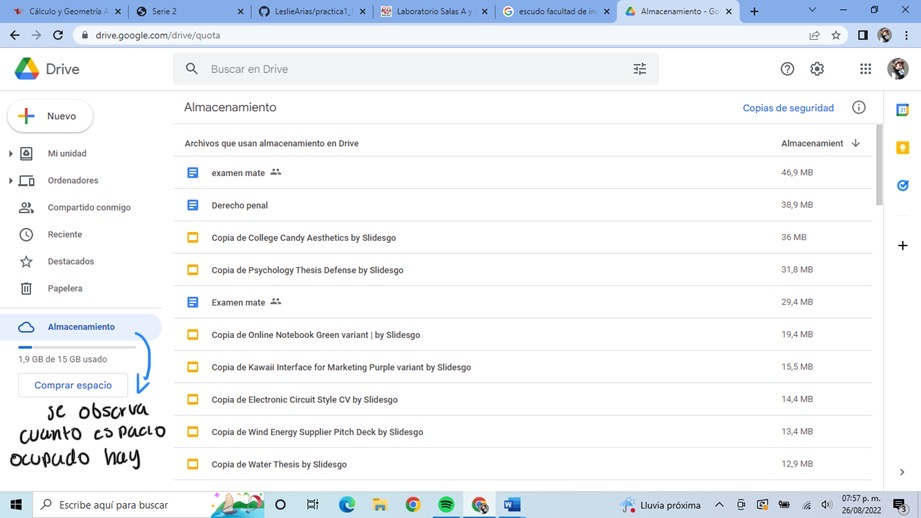 Cálculo y Geometría A
Serie 2
LeslieArias/practica1_
Laboratorio Salas A y
escudo facultad de in
Almacenamiento - Go
drive.google.com/drive/quota
Drive
Buscar en Drive
Nuevo
Mi unidad
Ordenadores
Compartido conmigo
Reciente
Destacados
Papelera
Almacenamiento
1,9 GB de 15 GB usado
Comprar espacio
se observa
cuanto espacio
ocupado hay
Almacenamiento
Copias de seguridad
Archivos que usan almacenamiento en Drive Almacenamient
examen mate 46,9 MB
Derecho penal 38,9 MB
Copia de College Candy Aesthetics by Slidesgo 36 MB
Copia de Psychology Thesis Defense by Slidesgo 31,8 MB
Examen mate 29,4 MB
Copia de Online Notebook Green variant | by Slidesgo 19,4 MB
Copia de Kawaii Interface for Marketing Purple variant by Slidesgo 15,5 MB
Copia de Electronic Circuit Style CV by Slidesgo 14,4 MB
Copia de Wind Energy Supplier Pitch Deck by Slidesgo 13,4 MB
Copia de Water Thesis by Slidesgo 12,9 MB
31
Escribe aquí para buscar
Lluvia próxima
07:57 p. m.
26/08/2022
3